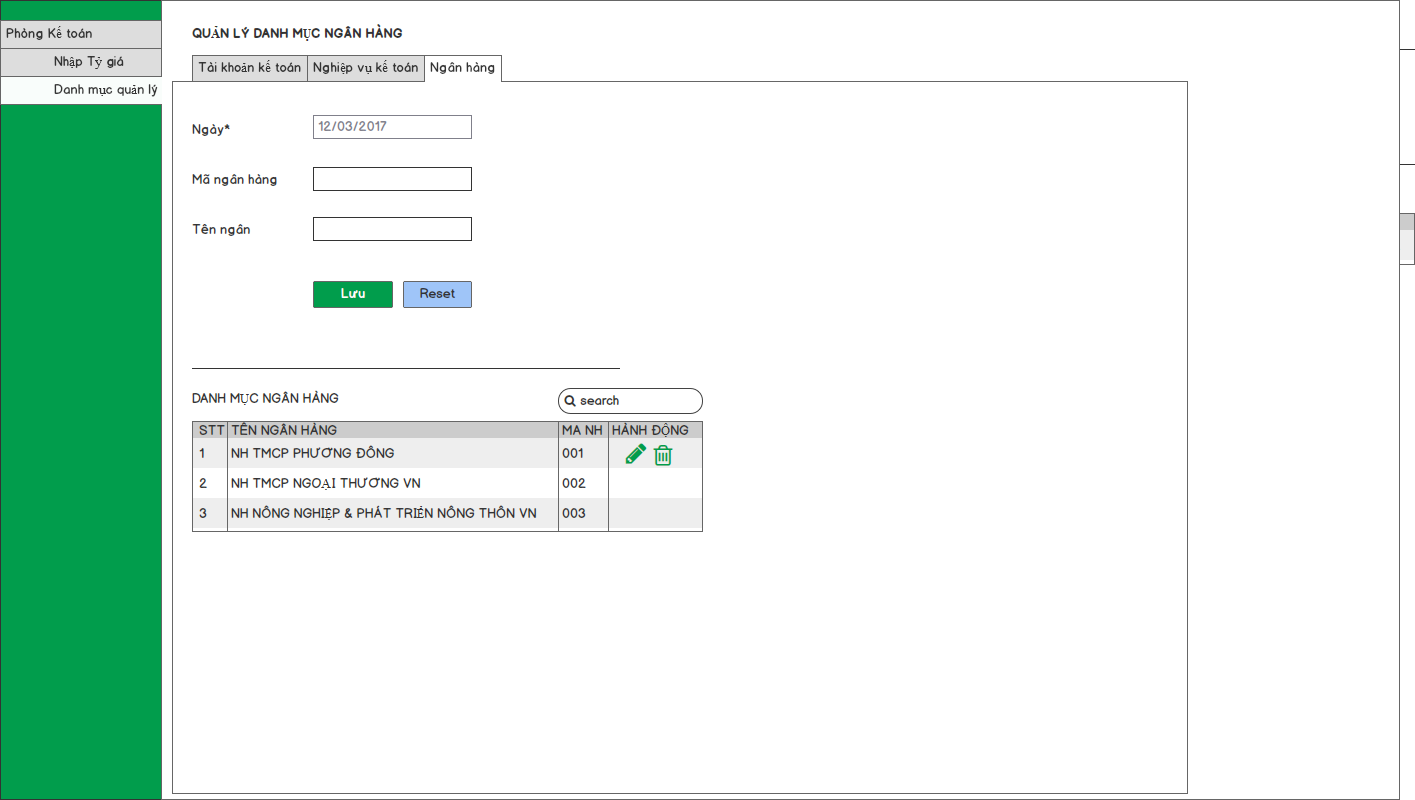 Phòng Kế toán
Nhập Tỷ giá
Danh mục quản lý
QUẢN LÝ DANH MỤC NGÂN HÀNG
Tài khoản kế toán Nghiệp vụ kế toán Ngân hàng
Ngày* 12/03/2017
Mã ngân hàng
Tên ngân
Lưu Reset
DANH MỤC NGÂN HÀNG search
STT TÊN NGÂN HÀNG MA NH HÀNH ĐỘNG
1 NH TMCP PHƯƠNG ĐÔNG 001
2 NH TMCP NGOẠI THƯƠNG VN 002
3 NH NÔNG NGHIỆP & PHÁT TRIỂN NÔNG THÔN VN 003